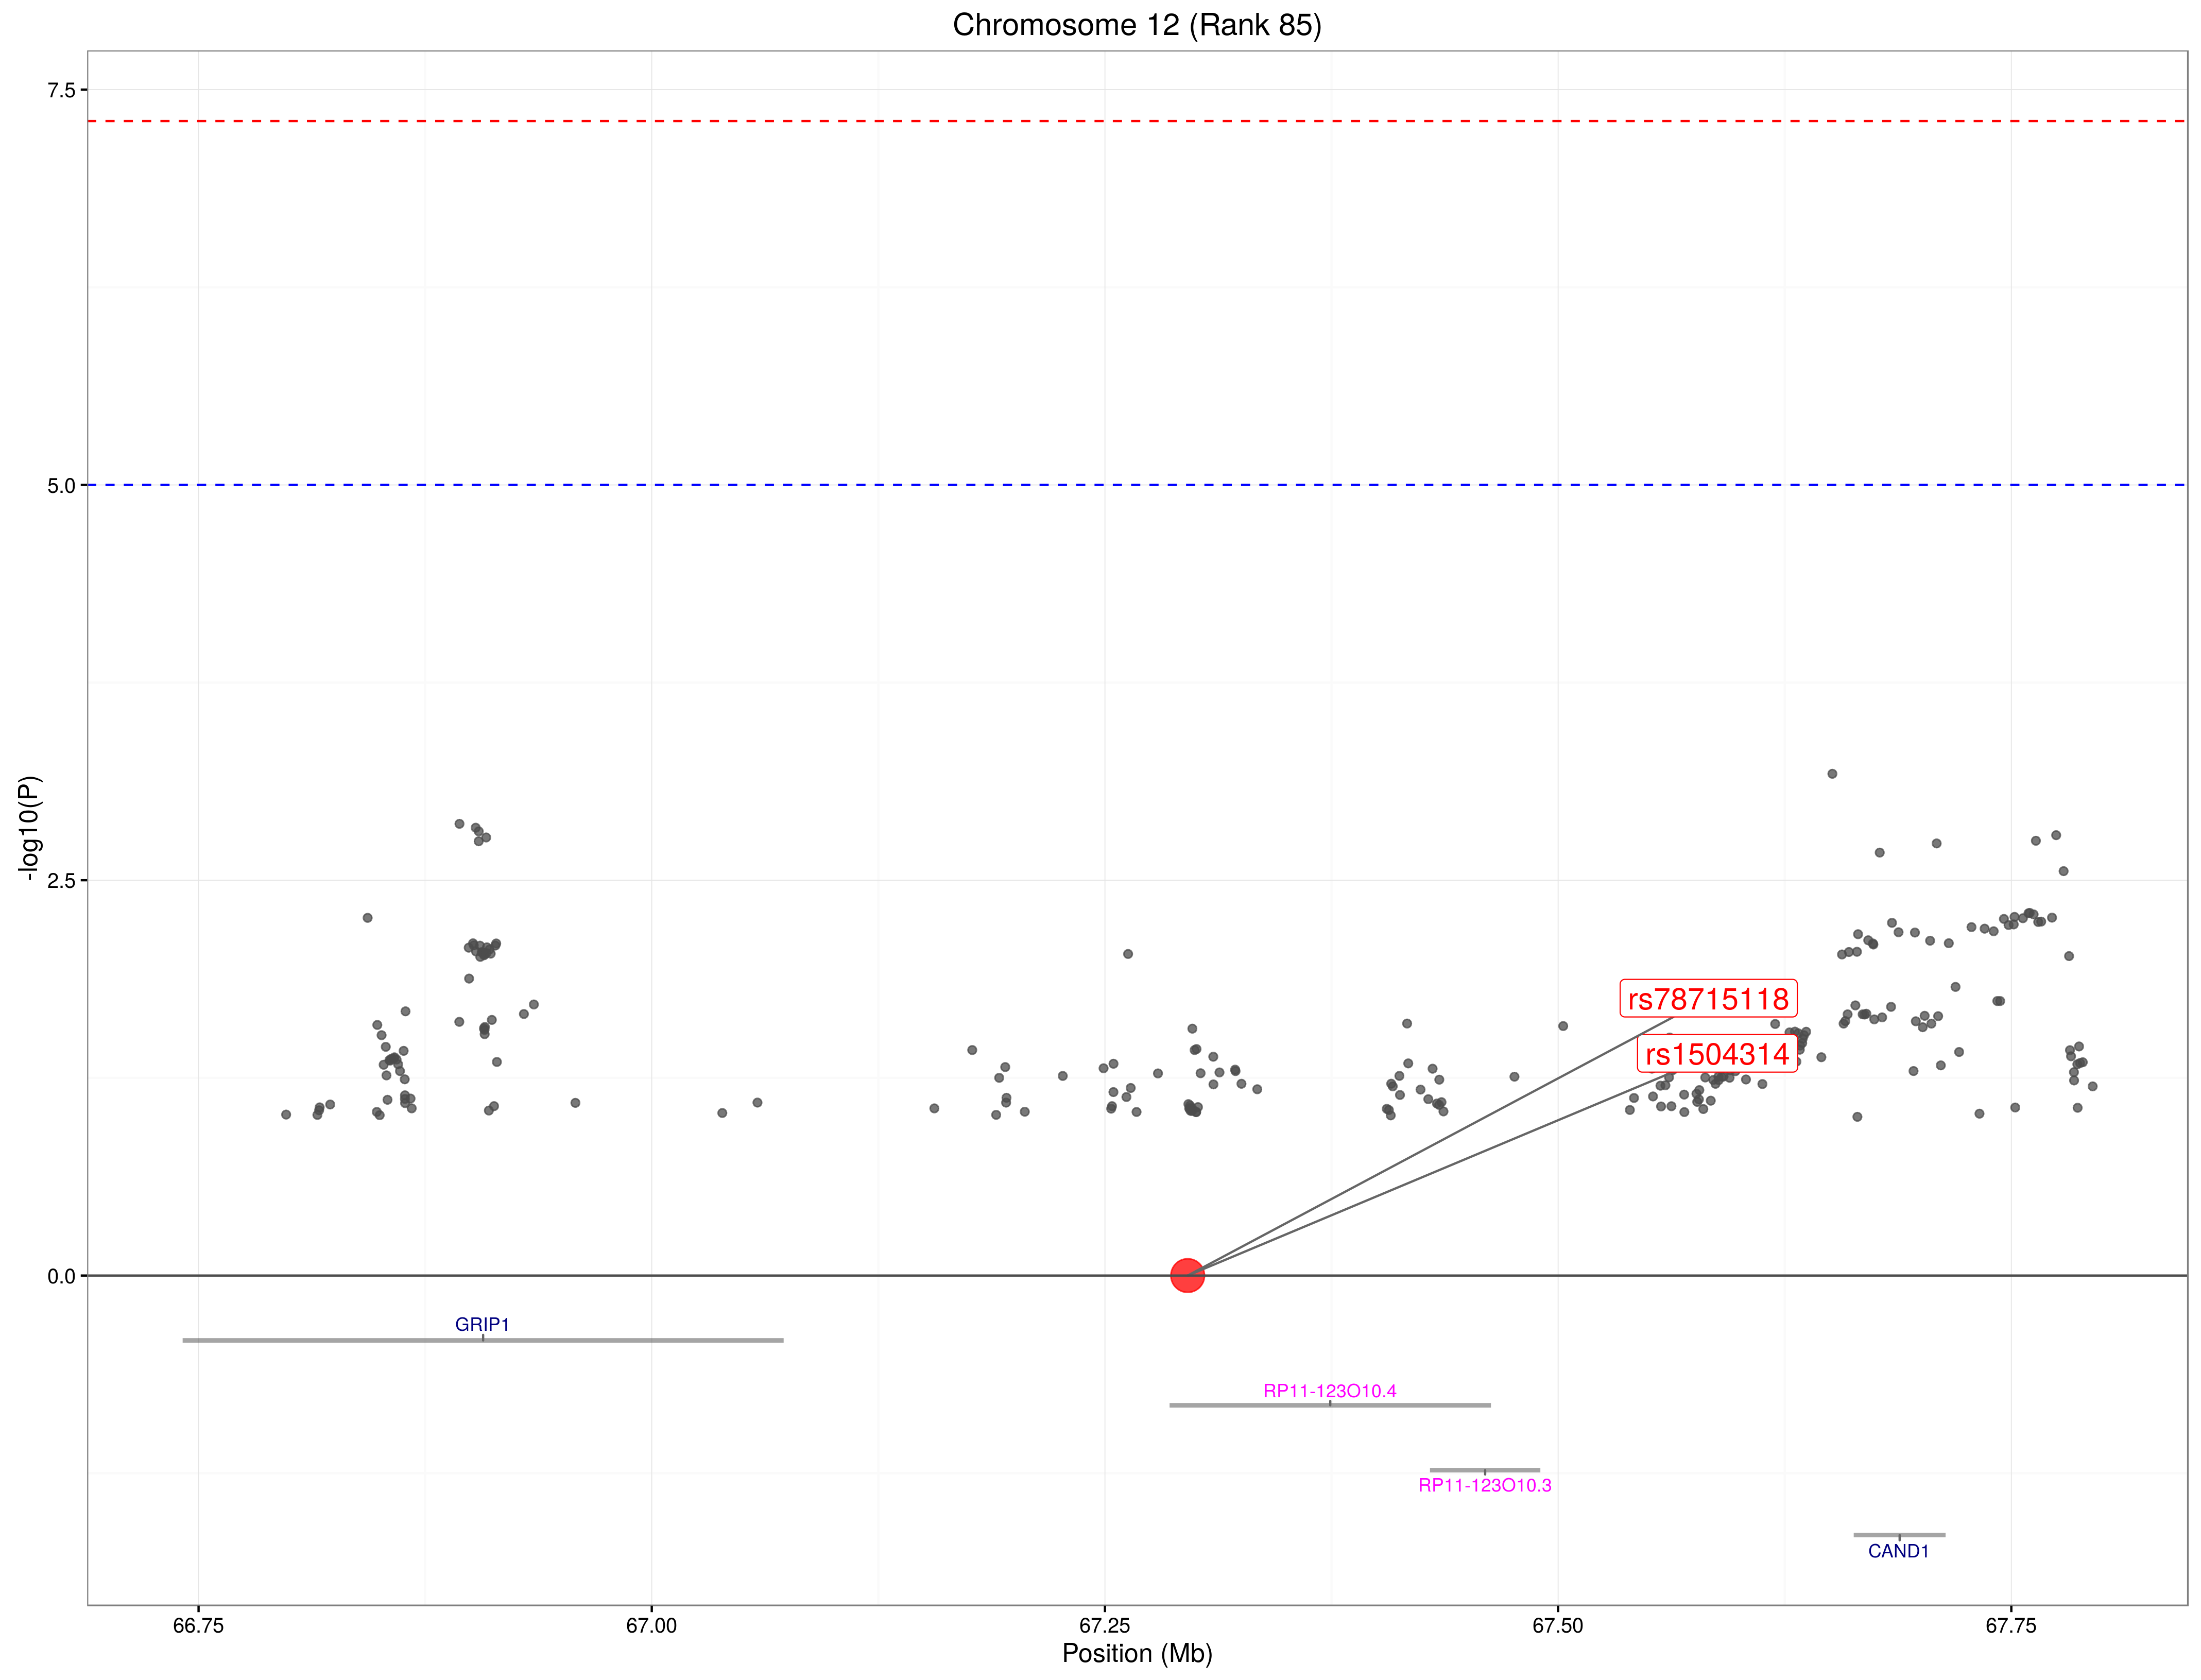 Chromosome 12 (Rank 85)
7.5
5.0
2.5
0.0
-log10(P)
rs78715118
rs1504314
GRIP1
RP11-123O10.4
RP11-123O10.3
CAND1
66.75 67.00 67.25 67.50 67.75
Position (Mb)